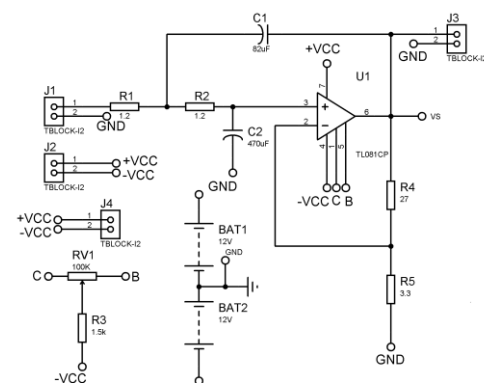 C1
82uF
J3
GND
TBLOCK-I2
+VCC
U1
7
J1
1
2
TBLOCK-I2
GND
R1
1.2
R2
1.2
3
2
6
VS
C2
470uF
GND
4
1
5
TL081CP
-VCC
C
B
J2
1
2
TBLOCK-I2
+VCC
-VCC
R4
27
+VCC
-VCC
1
2
J4
TBLOCK-I2
BAT1
12V
GND
RV1
100K
C
B
BAT2
12V
R3
1.5k
-VCC
R5
3.3
GND